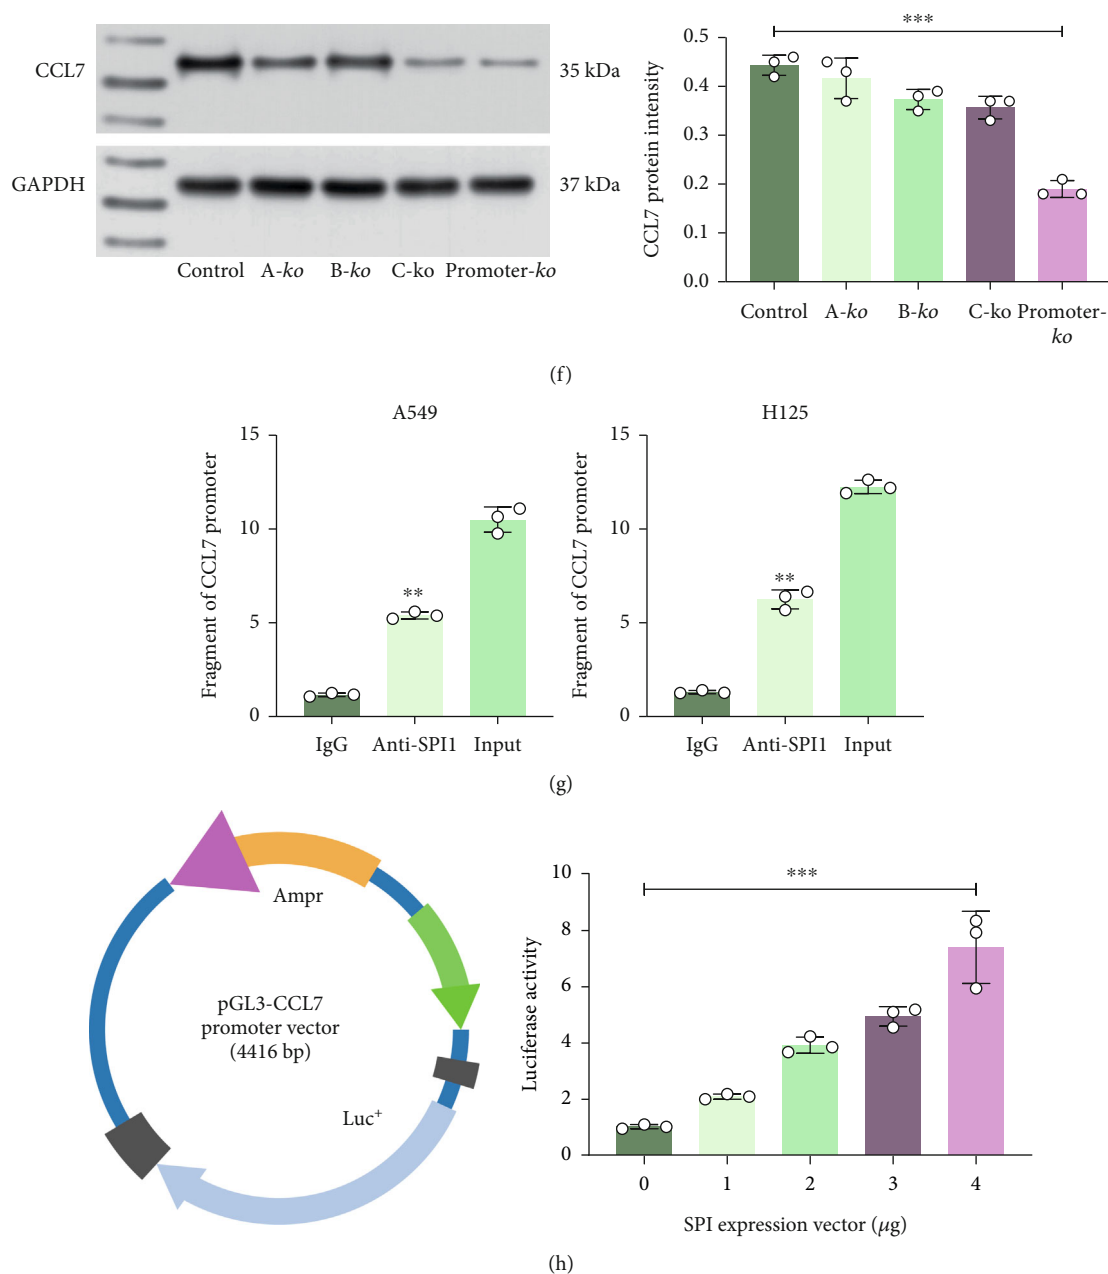 CCL7
35 kDa
GAPDH
37 kDa
Control A-ko B-ko C-ko Promoter-ko
***
CCL7 protein intensity
0.5
0.4
0.3
0.2
0.1
0.0
Control A-ko B-ko C-ko Promoter-
ko
(f)
A549
Fragment of CCL7 promoter
15
10
5
0
**
IgG Anti-SPI1 Input
H125
Fragment of CCL7 promoter
15
10
5
0
**
IgG Anti-SPI1 Input
(g)
Ampr
pGL3-CCL7
promoter vector
(4416 bp)
Luc+
***
Luciferase activity
10
8
6
4
2
0
0 1 2 3 4
SPI expression vector (μg)
(h)